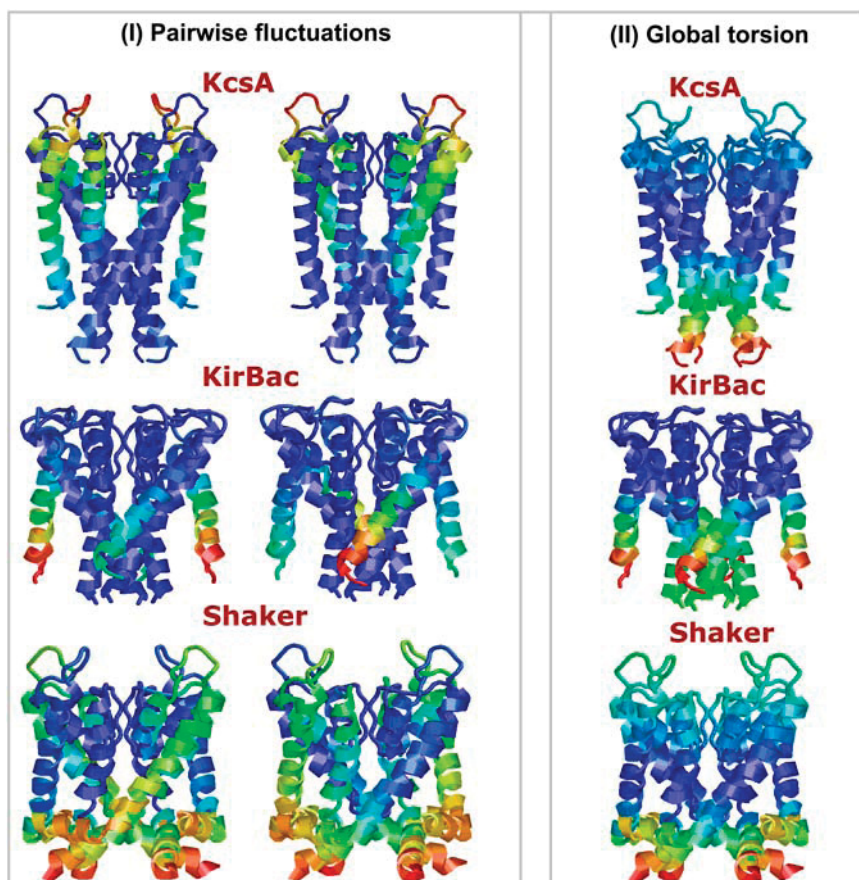 (I) Pairwise fluctuations
KcsA
KirBac
Shaker
(II) Global torsion
KcsA
KirBac
Shaker